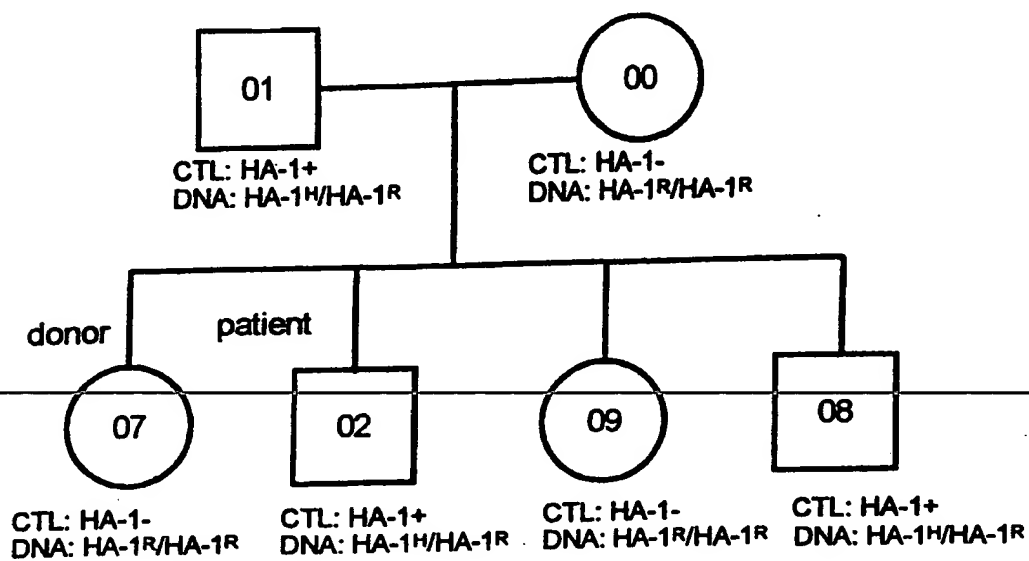 01
00
CTL: HA-1+
DNA: HA-1ᴴ/HA-1ᴿ
CTL: HA-1-
DNA: HA-1ᴿ/HA-1ᴿ
donor
patient
07
02
09
08
CTL: HA-1-
DNA: HA-1ᴿ/HA-1ᴿ
CTL: HA-1+
DNA: HA-1ᴴ/HA-1ᴿ
CTL: HA-1-
DNA: HA-1ᴿ/HA-1ᴿ
CTL: HA-1+
DNA: HA-1ᴴ/HA-1ᴿ